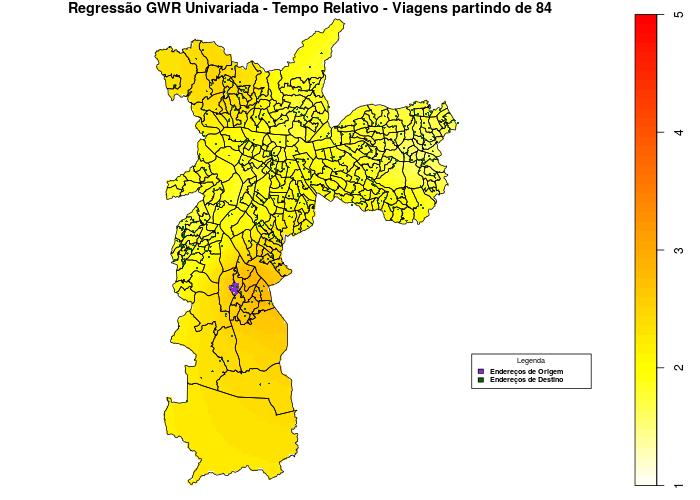 Regressão GWR Univariada - Tempo Relativo - Viagens partindo de 84
5
4
3
2
1
Legenda
Endereços de Origem
Endereços de Destino